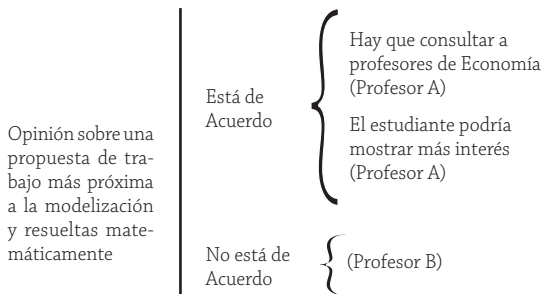 Opinión sobre una
propuesta de tra-
bajo más próxima
a la modelización
y resueltas mate-
máticamente
Está de
Acuerdo
Hay que consultar a
profesores de Economía
(Profesor A)
El estudiante podría
mostrar más interés
(Profesor A)
No está de
Acuerdo
(Profesor B)